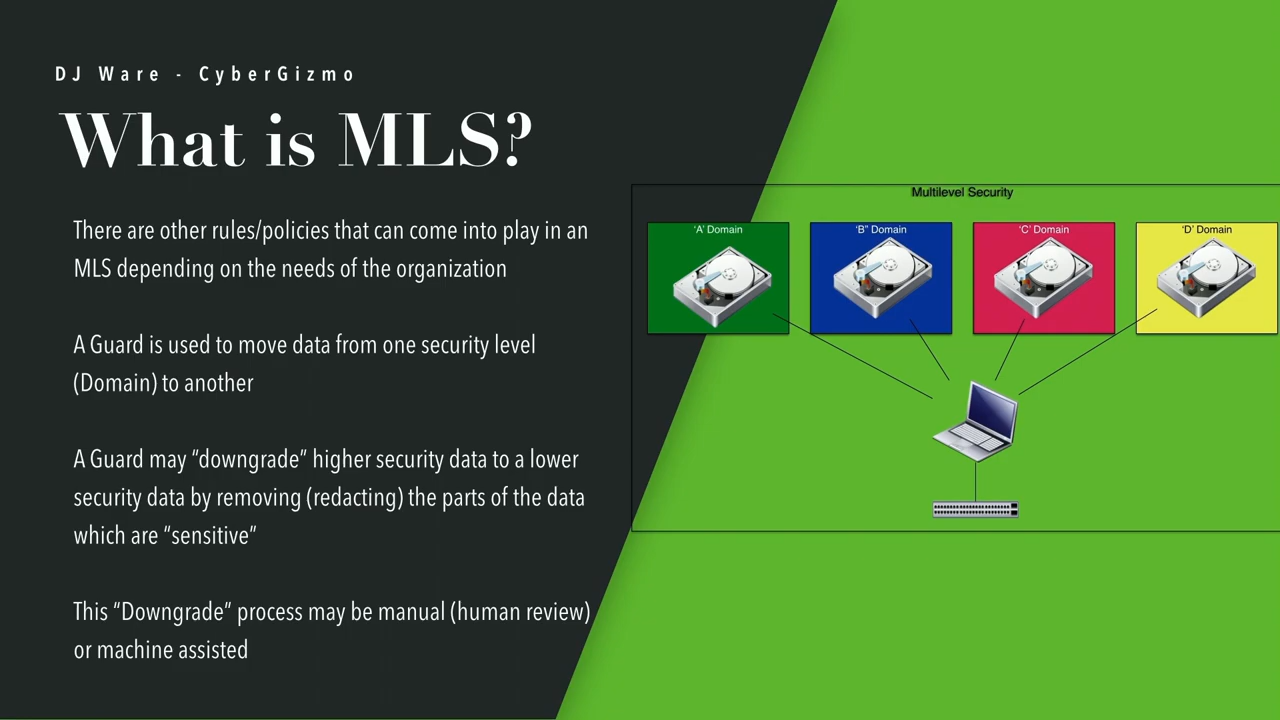 DJ Ware - CyberGizmo
What is MLS?
There are other rules/policies that can come into play in an
MLS depending on the needs of the organization
A Guard is used to move data from one security level
(Domain) to another
A Guard may “downgrade” higher security data to a lower
security data by removing (redacting) the parts of the data
which are “sensitive”
This “Downgrade” process may be manual (human review)
or machine assisted
Multilevel Security
‘A’ Domain
‘B” Domain
‘C’ Domain
‘D’ Domain